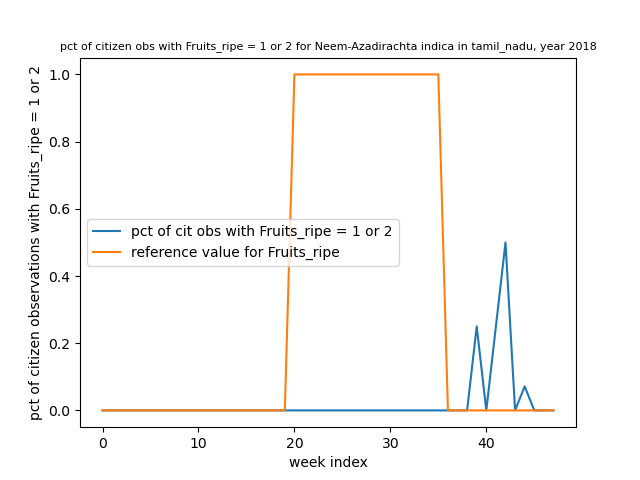 pct of citizen obs with Fruits_ripe = 1 or 2 for Neem-Azadirachta indica in tamil_nadu, year 2018
pct of citizen observations with Fruits_ripe = 1 or 2
1.0
0.8
0.6
0.4
0.2
0.0
pct of cit obs with Fruits_ripe = 1 or 2
reference value for Fruits_ripe
0 10 20 30 40
week index